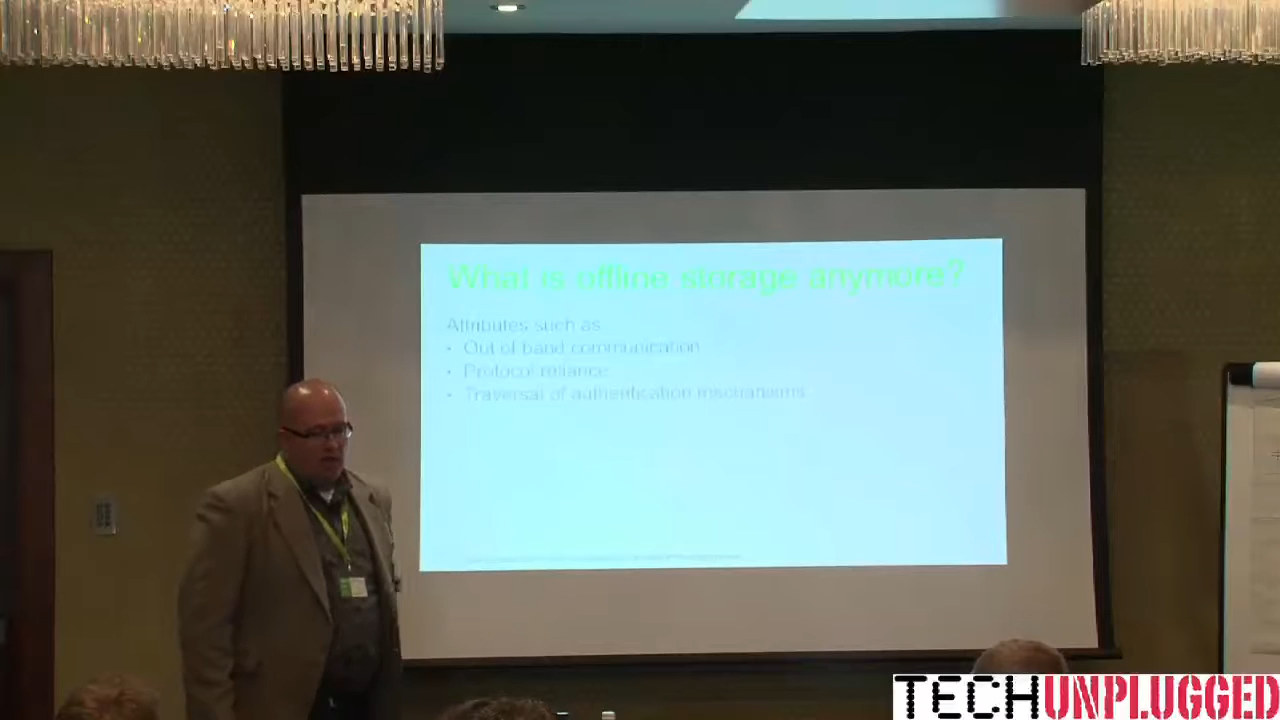 What is offline storage anymore?
Attributes such as
• Out of band communication
• Protocol reliance
• Traversal of authentication mechanisms
TECHUNPLUGGED